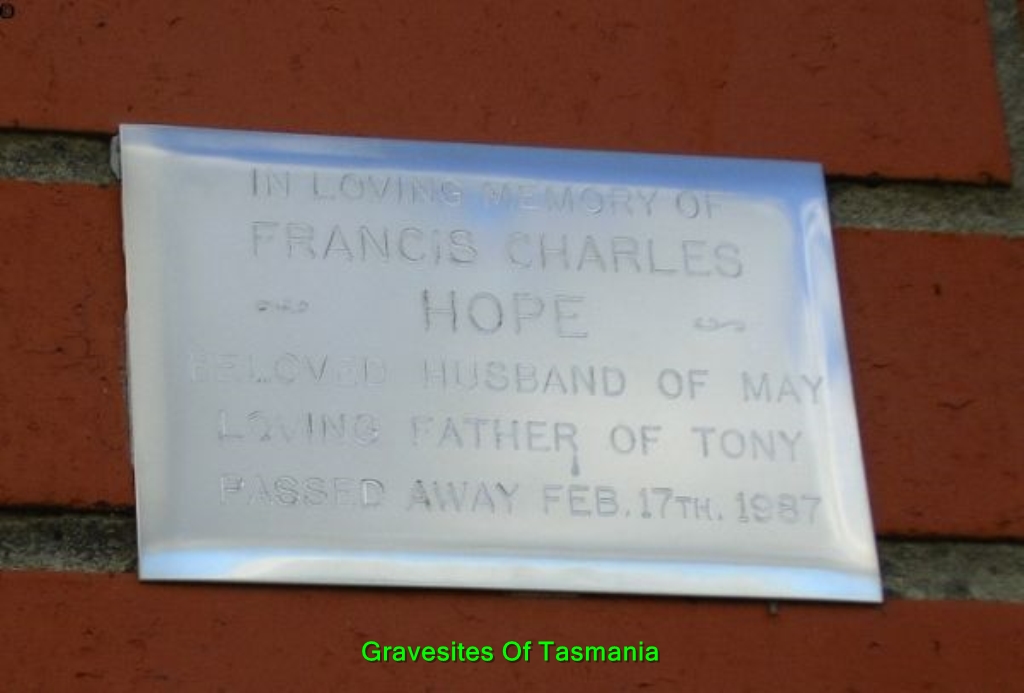 IN LOVING MEMORY OF
FRANCIS CHARLES
HOPE
BELOVED HUSBAND OF MAY
LOVING FATHER OF TONY
PASSED AWAY FEB. 17TH. 1987
Gravesites Of Tasmania